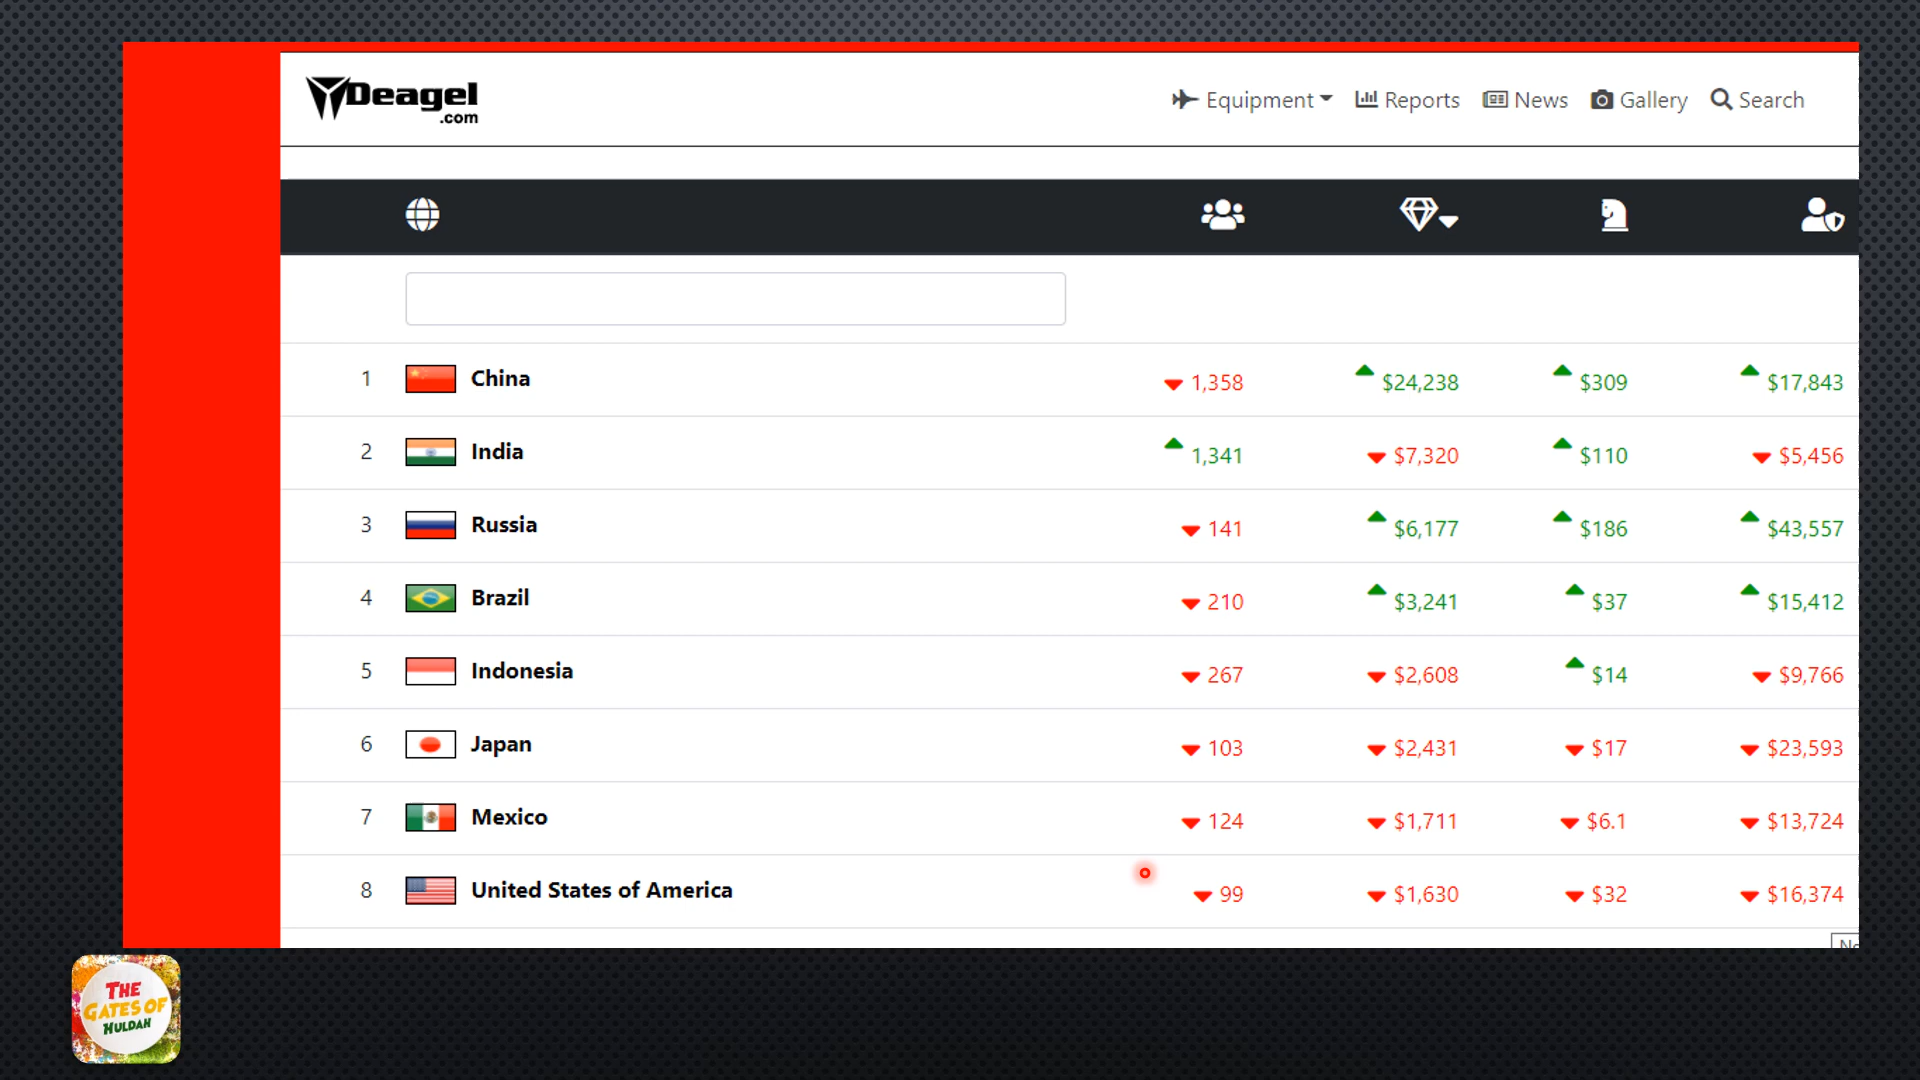 Deagel
.com
Equipment Reports News Gallery Search
1 China 1,358 $24,238 $309 $17,843
2 India 1,341 $7,320 $110 $5,456
3 Russia 141 $6,177 $186 $43,557
4 Brazil 210 $3,241 $37 $15,412
5 Indonesia 267 $2,608 $14 $9,766
6 Japan 103 $2,431 $17 $23,593
7 Mexico 124 $1,711 $6.1 $13,724
8 United States of America 99 $1,630 $32 $16,374
THE
GATES OF
HULDAH